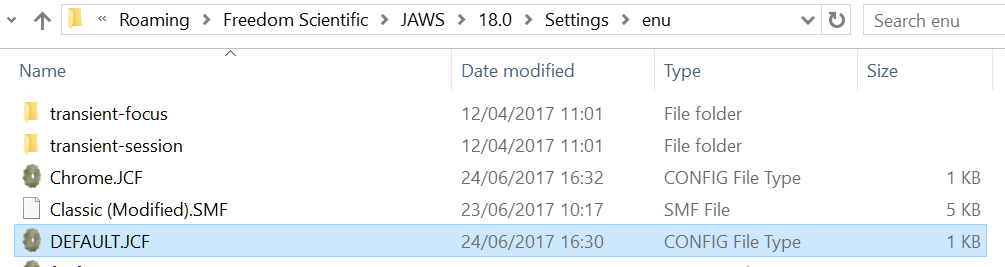 « Roaming > Freedom Scientific > JAWS > 18.0 > Settings > enu
Search enu
Name Date modified Type Size
transient-focus 12/04/2017 11:01 File folder
transient-session 12/04/2017 11:01 File folder
Chrome.JCF 24/06/2017 16:32 CONFIG File Type 1 KB
Classic (Modified).SMF 23/06/2017 10:17 SMF File 5 KB
DEFAULT.JCF 24/06/2017 16:30 CONFIG File Type 1 KB